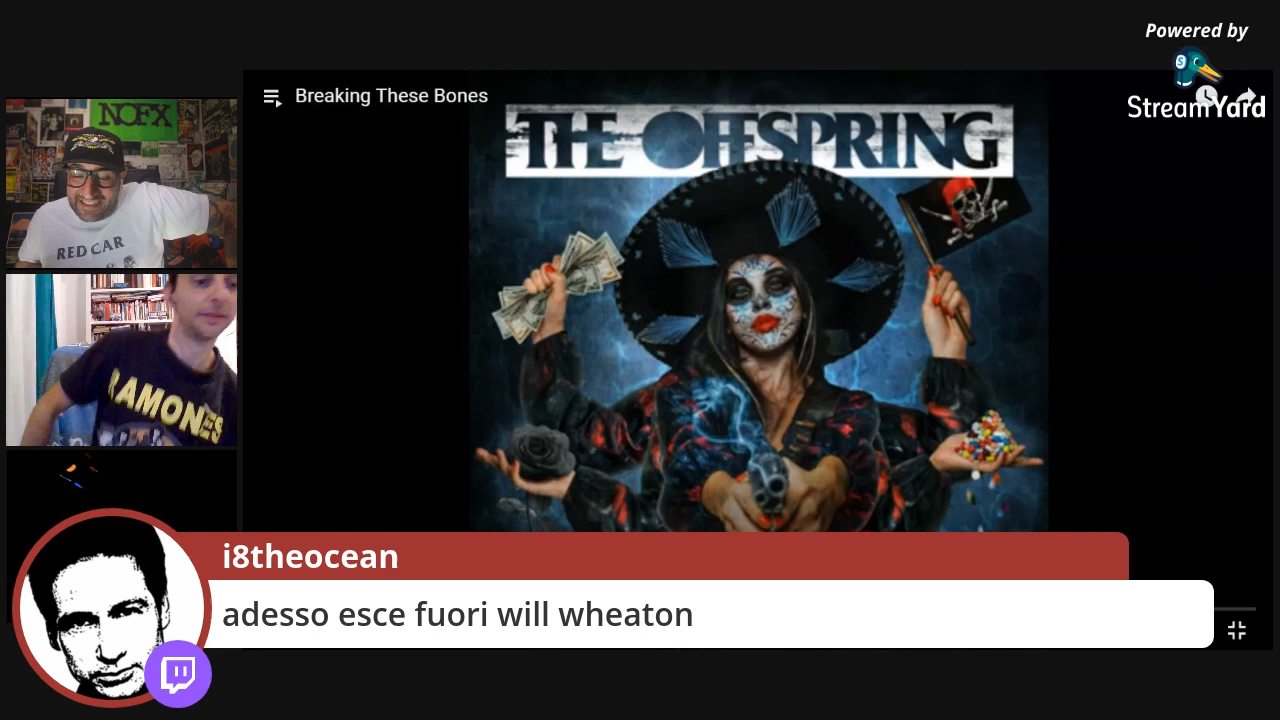 Powered by
StreamYard
Breaking These Bones
THE OFFSPRING
NOFX
RED CAR
RAMONES
i8theocean
adesso esce fuori will wheaton